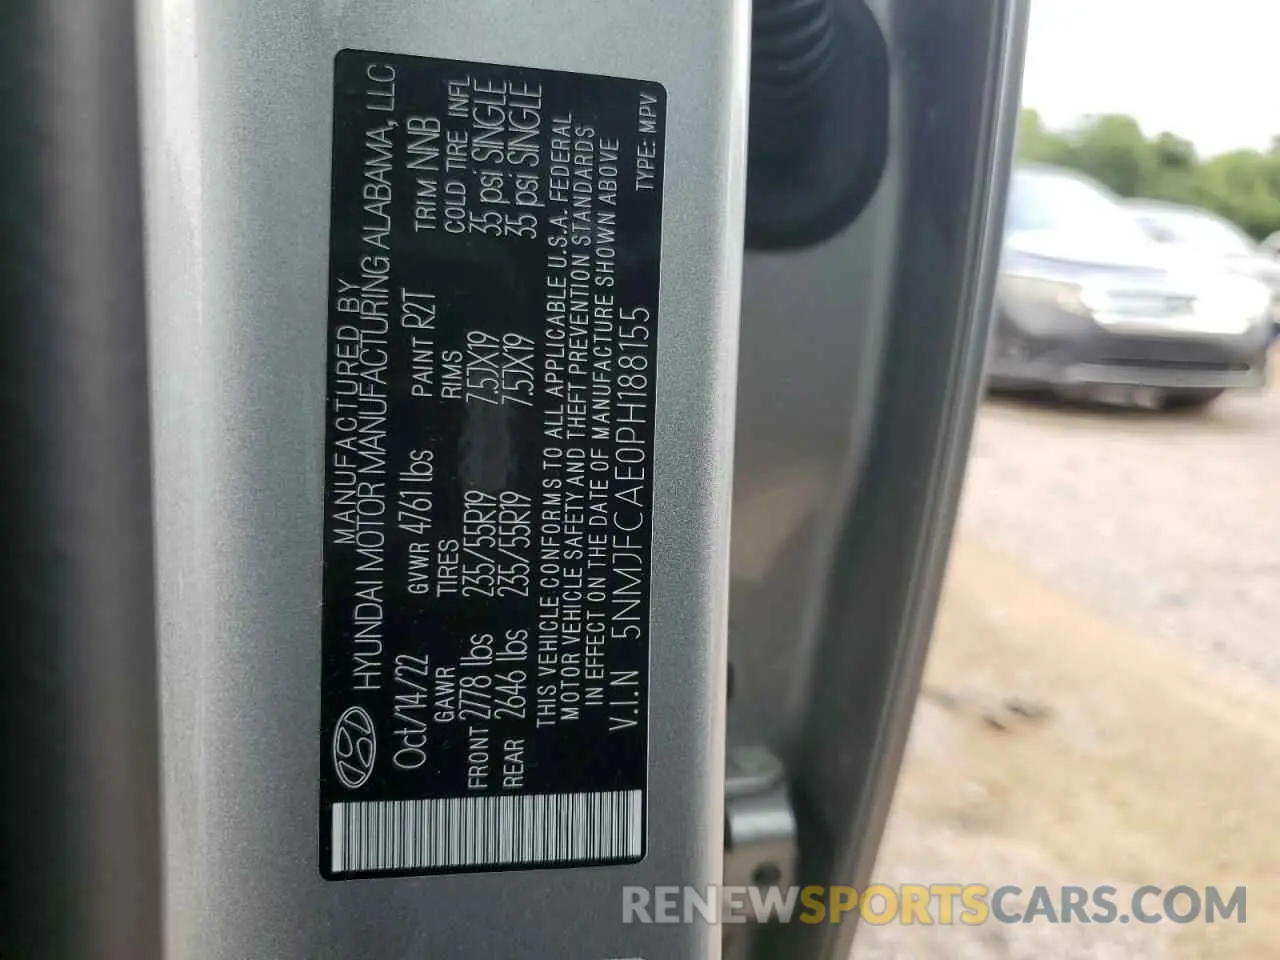 MANUFACTURED BY
HYUNDAI MOTOR MANUFACTURING ALABAMA, LLC
Oct/14/22 GVWR 4761 lbs PAINT R2T TRIM NNB
GAWR TIRES RIMS COLD TIRE INFL
FRONT 2778 lbs 235/55R19 7.5JX19 35 psi SINGLE
REAR 2646 lbs 235/55R19 7.5JX19 35 psi SINGLE
THIS VEHICLE CONFORMS TO ALL APPLICABLE U.S.A. FEDERAL
MOTOR VEHICLE SAFETY AND THEFT PREVENTION STANDARDS
IN EFFECT ON THE DATE OF MANUFACTURE SHOWN ABOVE
V.I.N 5NMJFCAE0PH188155 TYPE: MPV
RENEWSPORTSCARS.COM